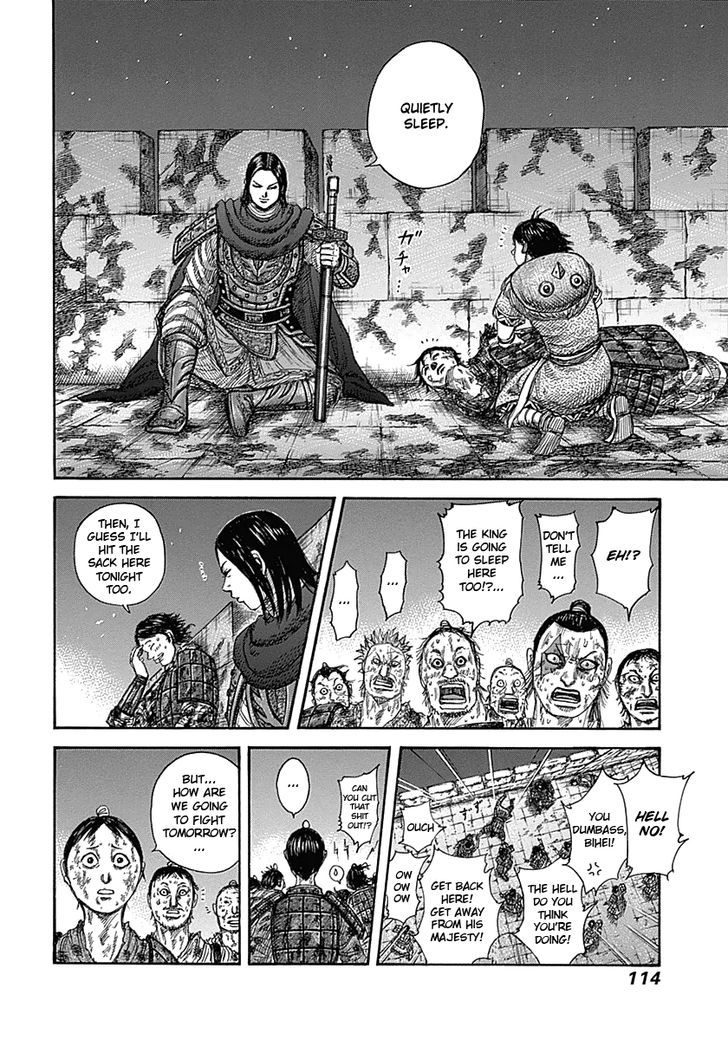 QUIETLY
SLEEP.
ガチャ…
EH!?
DON'T
TELL
ME
...
THE KING
IS GOING
TO SLEEP
HERE
TOO!?...
...
...
THEN, I
GUESS I'LL
HIT THE
SACK HERE
TONIGHT
TOO.
HELL
NO!
YOU
DUMBASS,
BIHEI!
THE HELL
DO YOU
THINK
YOU'RE
DOING!
OUCH
GET BACK
HERE!
GET AWAY
FROM HIS
MAJESTY!
OW
OW
OW
CAN
YOU CUT
THAT
SHIT
OUT!?
...
BUT...
HOW ARE
WE GOING
TO FIGHT
TOMORROW?
...
114